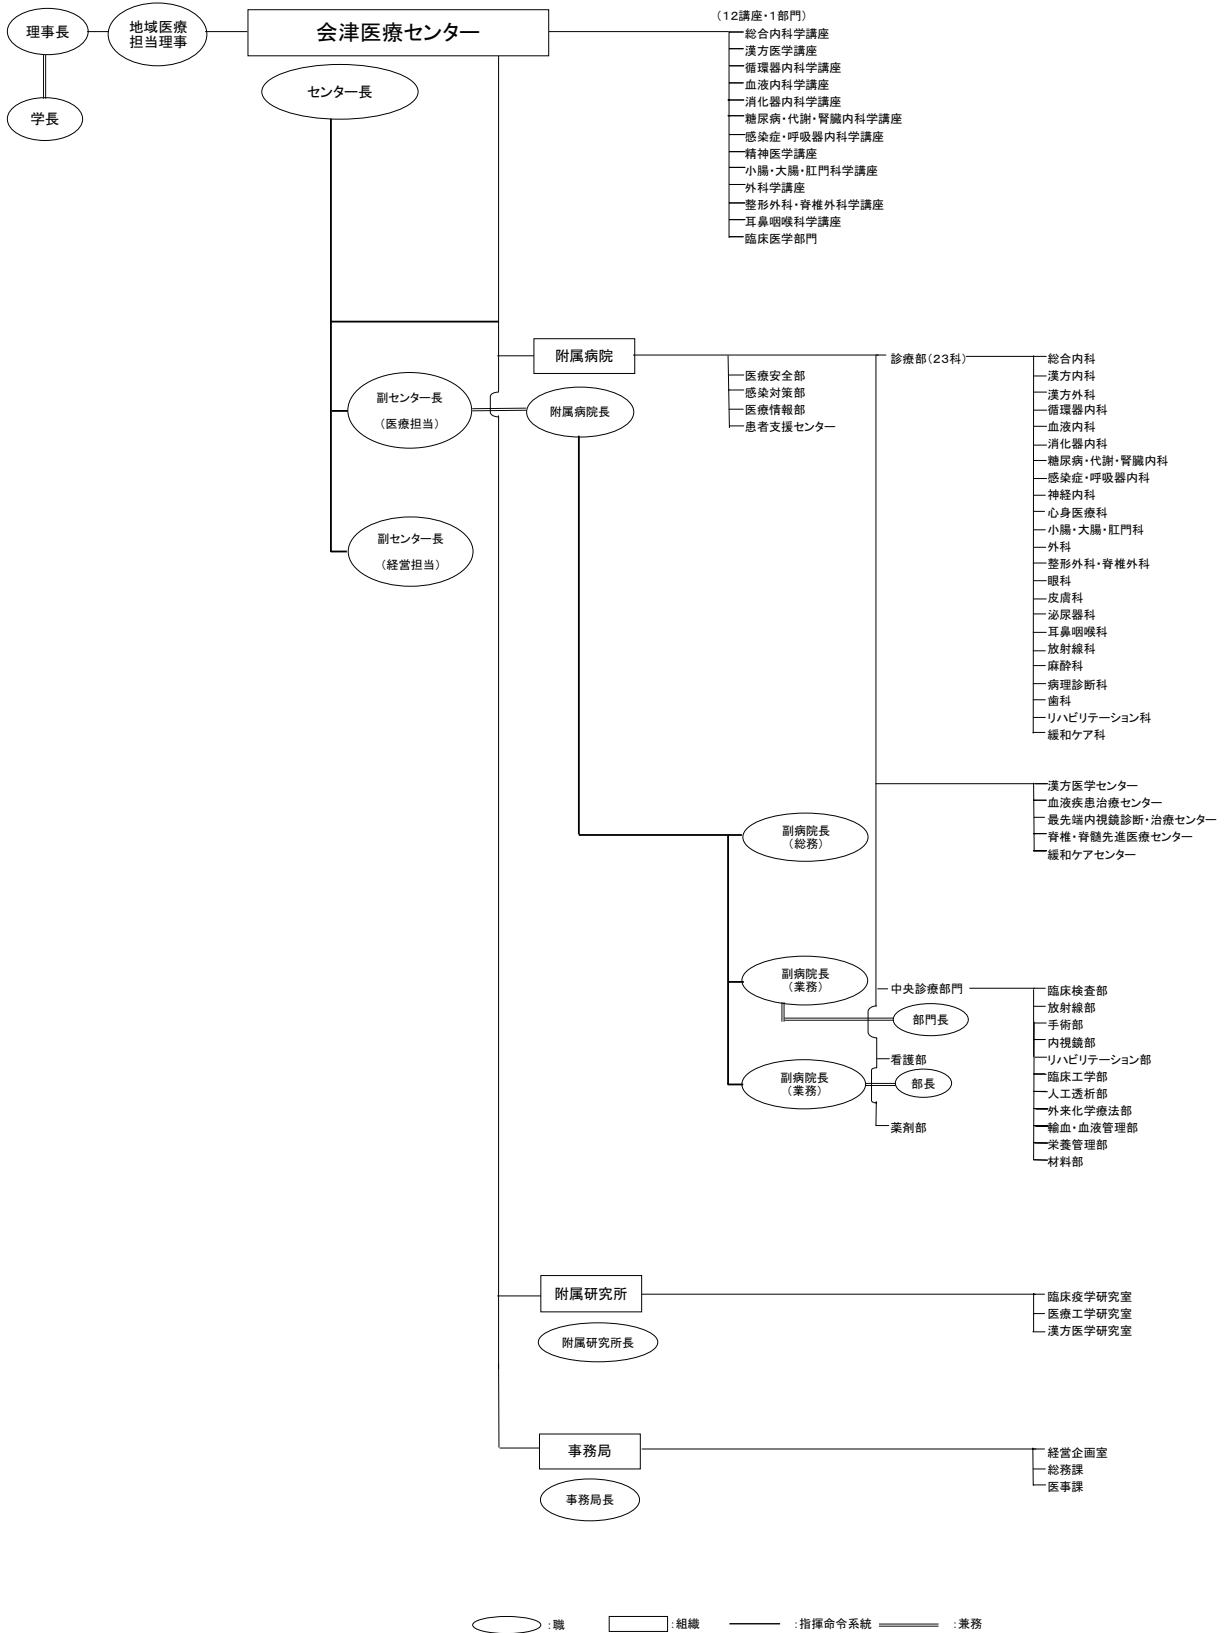 理事長
地域医療
担当理事
会津医療センター
センター長
学長
（12講座・1部門）
総合内科学講座
漢方医学講座
循環器内科学講座
血液内科学講座
消化器内科学講座
糖尿病・代謝・腎臓内科学講座
感染症・呼吸器内科学講座
精神医学講座
小腸・大腸・肛門科学講座
外科学講座
整形外科・脊椎外科学講座
耳鼻咽喉科学講座
臨床医学部門
附属病院
副センター長
（医療担当）
附属病院長
副センター長
（経営担当）
医療安全部
感染対策部
医療情報部
患者支援センター
診療部（23科）
総合内科
漢方内科
漢方外科
循環器内科
血液内科
消化器内科
糖尿病・代謝・腎臓内科
感染症・呼吸器内科
神経内科
心身医療科
小腸・大腸・肛門科
外科
整形外科・脊椎外科
眼科
皮膚科
泌尿器科
耳鼻咽喉科
放射線科
麻酔科
病理診断科
歯科
リハビリテーション科
緩和ケア科
漢方医学センター
血液疾患治療センター
最先端内視鏡診断・治療センター
脊椎・脊髄先進医療センター
緩和ケアセンター
副病院長
（総務）
副病院長
（業務）
中央診療部門
部門長
臨床検査部
放射線部
手術部
内視鏡部
リハビリテーション部
臨床工学部
人工透析部
外来化学療法部
輸血・血液管理部
栄養管理部
材料部
看護部
副病院長
（業務）
部長
薬剤部
附属研究所
附属研究所長
臨床疫学研究室
医療工学研究室
漢方医学研究室
事務局
事務局長
経営企画室
総務課
医事課
：職
：組織
：指揮命令系統
：兼務